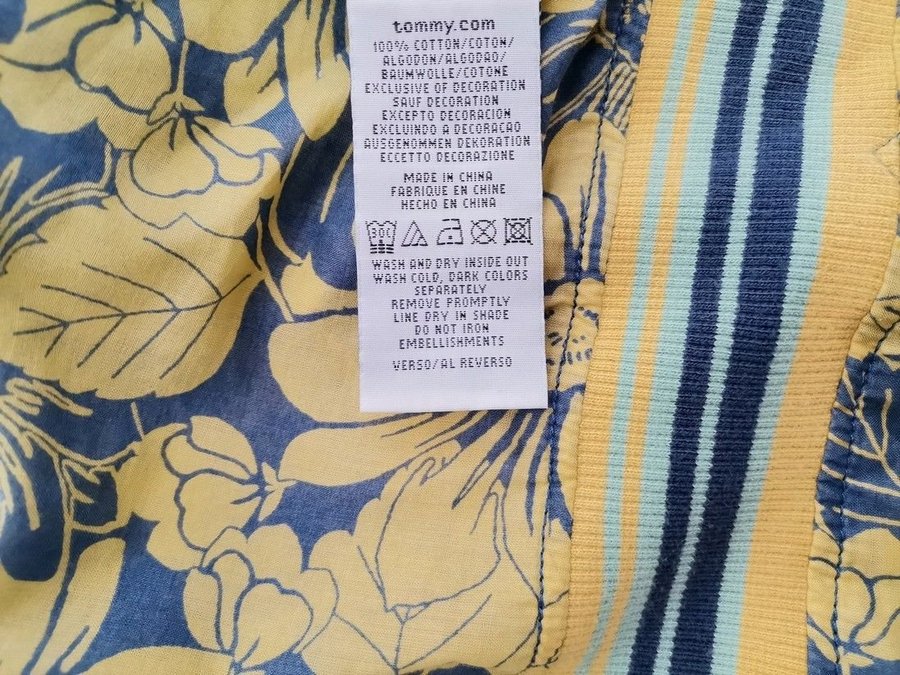 tommy.com
100% COTTON/COTON/
ALGODON/ALGODAO/
BAUMWOLLE/COTONE
EXCLUSIVE OF DECORATION
SAUF DECORATION
EXCEPTO DECORACION
EXCLUINDO A DECORACAO
AUSGENOMMEN DEKORATION
ECCETTO DECORAZIONE
MADE IN CHINA
FABRIQUE EN CHINE
HECHO EN CHINA
30C
WASH AND DRY INSIDE OUT
WASH COLD, DARK COLORS
SEPARATELY
REMOVE PROMPTLY
LINE DRY IN SHADE
DO NOT IRON
EMBELLISHMENTS
VERSO/AL REVERSO